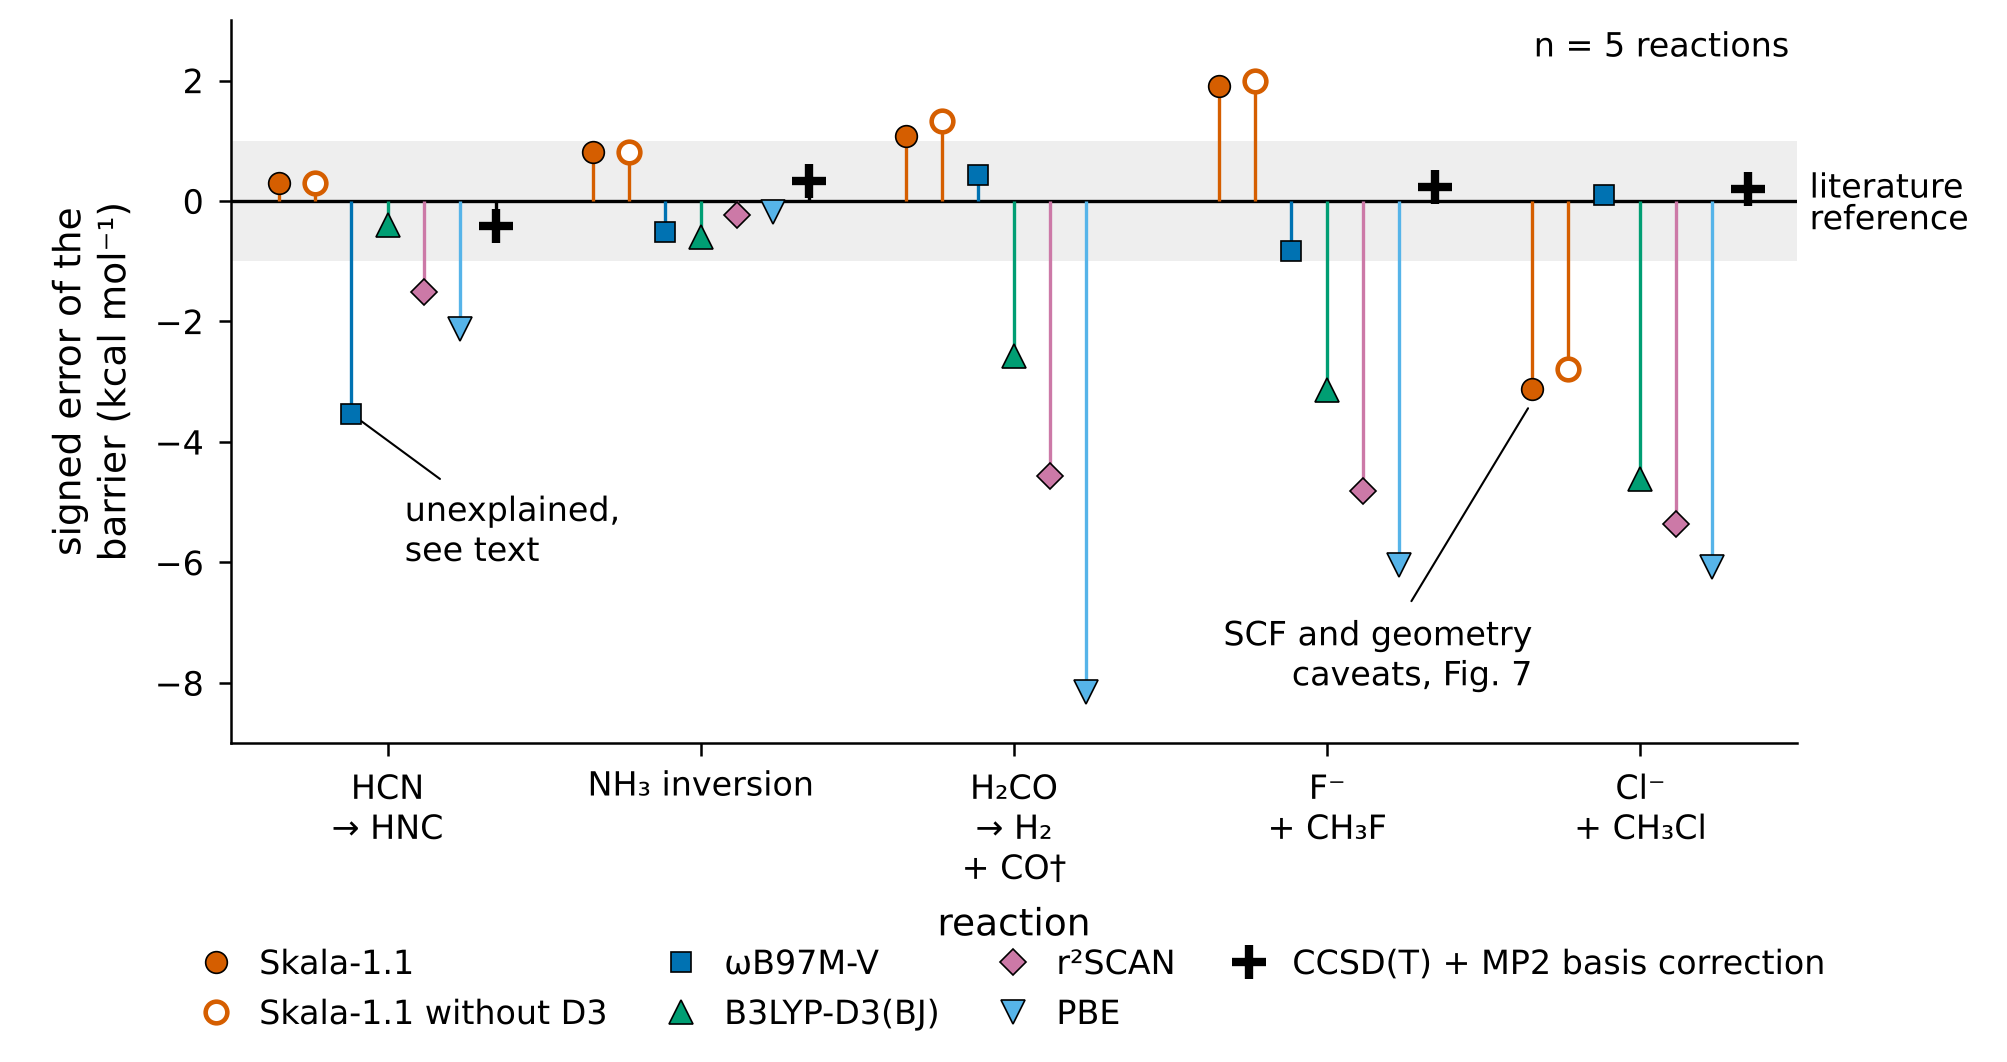 n = 5 reactions
2
0
−2
−4
−6
−8
signed error of the
barrier (kcal mol⁻¹)
literature
reference
unexplained,
see text
SCF and geometry
caveats, Fig. 7
HCN
→ HNC
NH₃ inversion
H₂CO
→ H₂
+ CO†
F⁻
+ CH₃F
Cl⁻
+ CH₃Cl
reaction
Skala-1.1
Skala-1.1 without D3
ωB97M-V
B3LYP-D3(BJ)
r²SCAN
PBE
CCSD(T) + MP2 basis correction